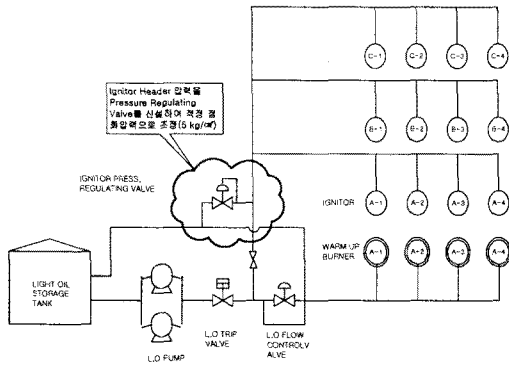 C-1 C-2 C-3 C-4
Ignitor Header 압력을
Pressure Regulating
Valve를 신설하여 적정 점
화압력으로 조정(5 kg/㎠)
B-1 B-2 B-3 B-4
IGNITOR PRESS,
REGULATING VALVE
IGNITOR
A-1 A-2 A-3 A-4
WARM UP
BURNER
A-1 A-2 A-3 A-4
LIGHT OIL
STORAGE
TANK
L.O TRIP
VALVE
L.O FLOW
CONTROLV
ALVE
L.O PUMP